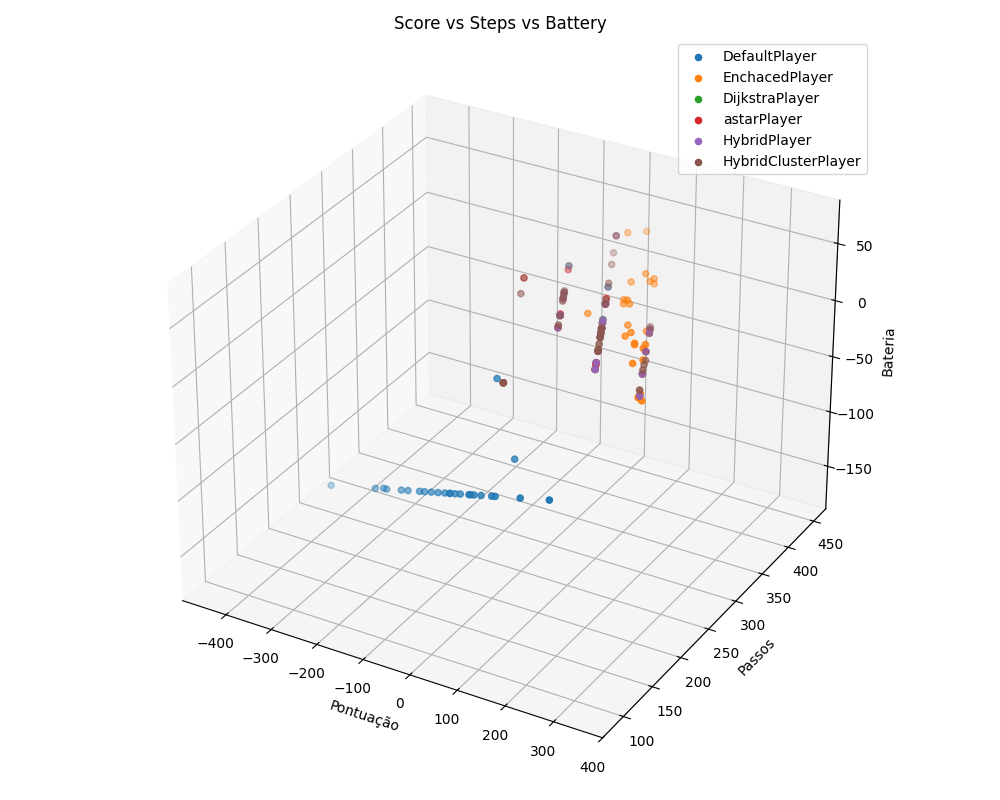 Score vs Steps vs Battery
DefaultPlayer
EnchacedPlayer
DijkstraPlayer
astarPlayer
HybridPlayer
HybridClusterPlayer
50
0
−50
−100
−150
Bateria
450
400
350
300
250
200
150
100
Passos
−400
−300
−200
−100
0
100
200
300
400
Pontuação